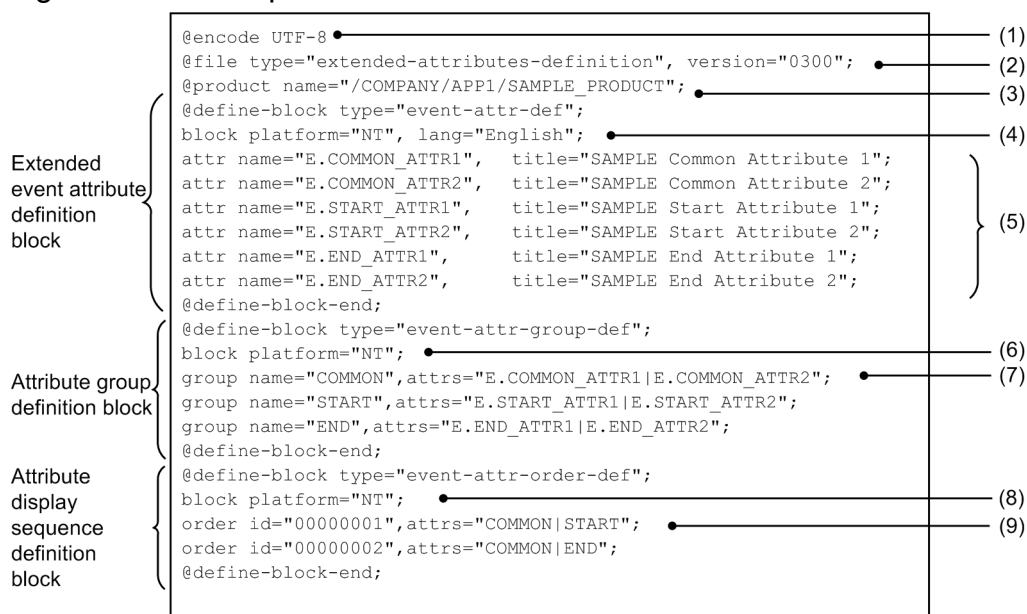 @encode UTF-8 (1)
@file type="extended-attributes-definition", version="0300"; (2)
@product name="/COMPANY/APP1/SAMPLE_PRODUCT"; (3)
@define-block type="event-attr-def";
block platform="NT", lang="English"; (4)
attr name="E.COMMON_ATTR1", title="SAMPLE Common Attribute 1";
attr name="E.COMMON_ATTR2", title="SAMPLE Common Attribute 2";
attr name="E.START_ATTR1", title="SAMPLE Start Attribute 1";
attr name="E.START_ATTR2", title="SAMPLE Start Attribute 2";
attr name="E.END_ATTR1", title="SAMPLE End Attribute 1";
attr name="E.END_ATTR2", title="SAMPLE End Attribute 2";
(5)
@define-block-end;
Extended
event attribute
definition
block
@define-block type="event-attr-group-def";
block platform="NT"; (6)
group name="COMMON",attrs="E.COMMON_ATTR1|E.COMMON_ATTR2"; (7)
group name="START",attrs="E.START_ATTR1|E.START_ATTR2";
group name="END",attrs="E.END_ATTR1|E.END_ATTR2";
@define-block-end;
Attribute group
definition block
@define-block type="event-attr-order-def";
block platform="NT"; (8)
order id="00000001",attrs="COMMON|START"; (9)
order id="00000002",attrs="COMMON|END";
@define-block-end;
Attribute
display
sequence
definition
block